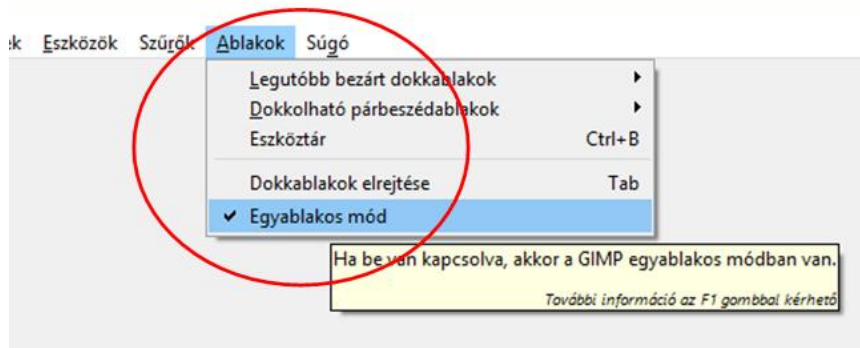 ek Eszközök Szűrők Ablakok Súgó
Legutóbb bezárt dokkablakok
Dokkolható párbeszédablakok
Eszköztár Ctrl+B
Dokkablakok elrejtése Tab
Egyablakos mód
Ha be van kapcsolva, akkor a GIMP egyablakos módban van.
További információ az F1 gombbal kérhető